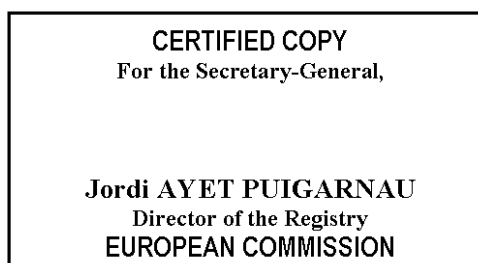 CERTIFIED COPY
For the Secretary-General,
Jordi AYET PUIGARNAU
Director of the Registry
EUROPEAN COMMISSION